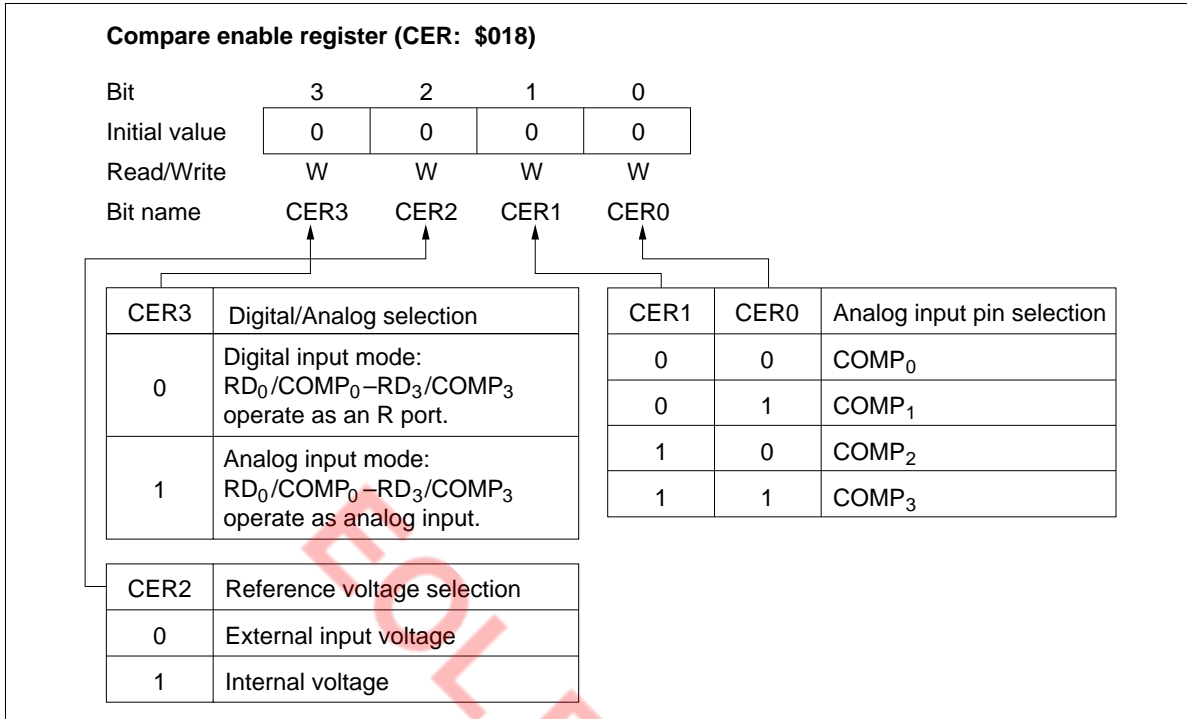 Compare enable register (CER: $018)
Bit 3 2 1 0
Initial value 0 0 0 0
Read/Write W W W W
Bit name CER3 CER2 CER1 CER0
CER3 Digital/Analog selection
0 Digital input mode:
RD₀/COMP₀–RD₃/COMP₃
operate as an R port.
1 Analog input mode:
RD₀/COMP₀–RD₃/COMP₃
operate as analog input.
CER2 Reference voltage selection
0 External input voltage
1 Internal voltage
CER1 CER0 Analog input pin selection
0 0 COMP₀
0 1 COMP₁
1 0 COMP₂
1 1 COMP₃
EOL